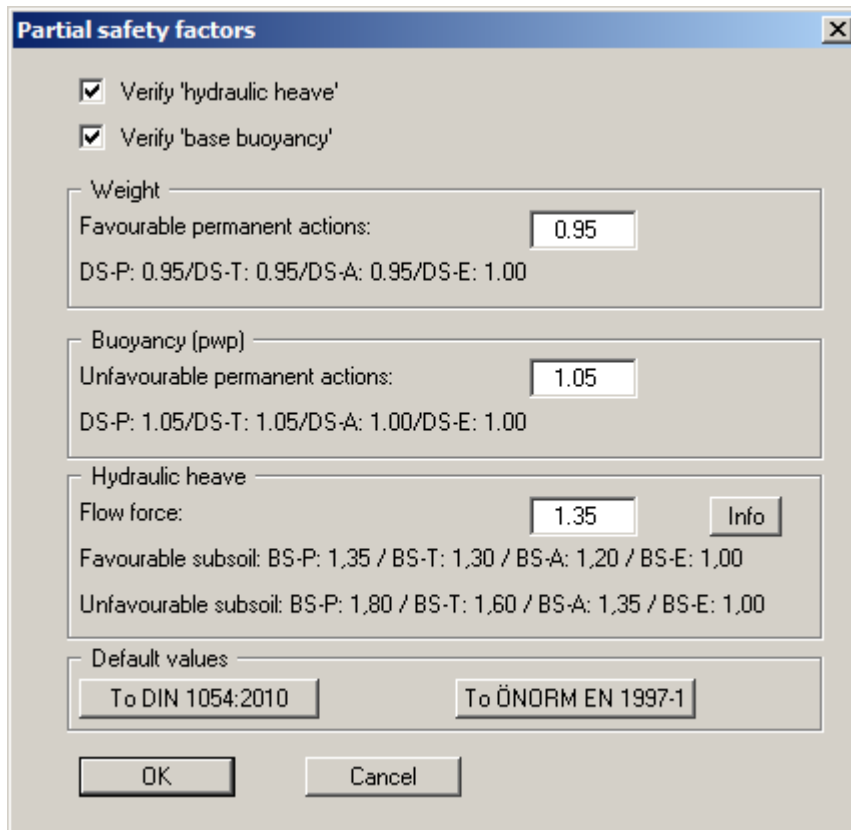 Partial safety factors
Verify 'hydraulic heave'
Verify 'base buoyancy'
Weight
Favourable permanent actions: 0.95
DS-P: 0.95/DS-T: 0.95/DS-A: 0.95/DS-E: 1.00
Buoyancy (pwp)
Unfavourable permanent actions: 1.05
DS-P: 1.05/DS-T: 1.05/DS-A: 1.00/DS-E: 1.00
Hydraulic heave
Flow force: 1.35 Info
Favourable subsoil: BS-P: 1,35 / BS-T: 1,30 / BS-A: 1,20 / BS-E: 1,00
Unfavourable subsoil: BS-P: 1,80 / BS-T: 1,60 / BS-A: 1,35 / BS-E: 1,00
Default values
To DIN 1054:2010 To ÖNORM EN 1997-1
OK Cancel